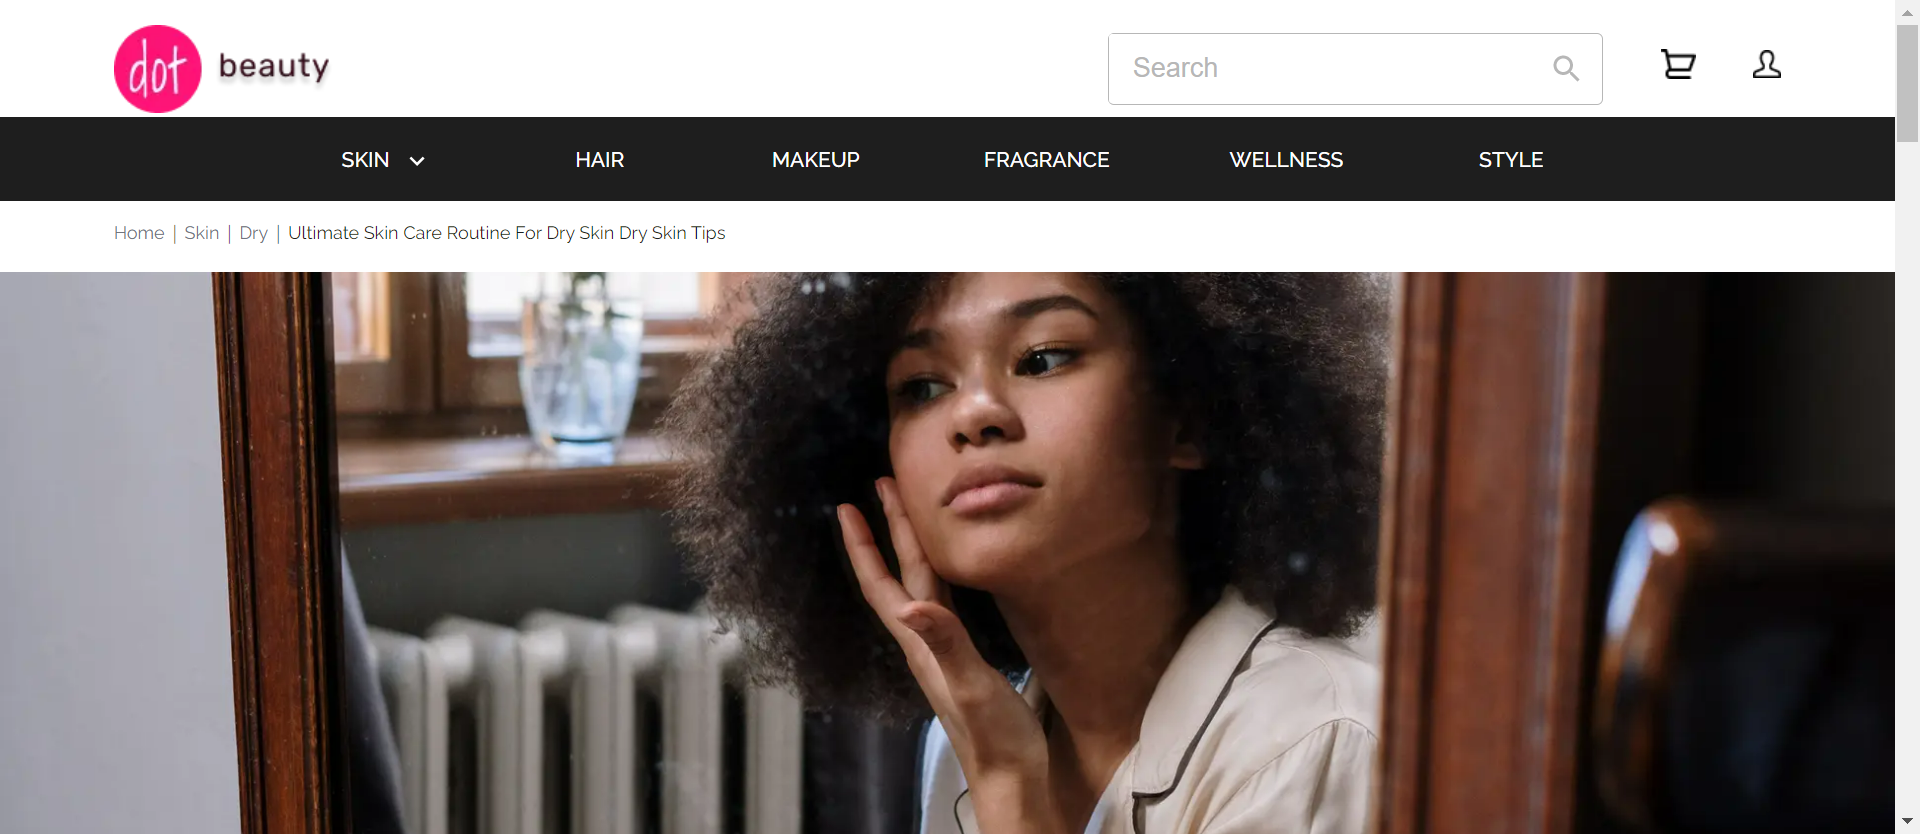 dot beauty
Search
SKIN HAIR MAKEUP FRAGRANCE WELLNESS STYLE
Home | Skin | Dry | Ultimate Skin Care Routine For Dry Skin Dry Skin Tips